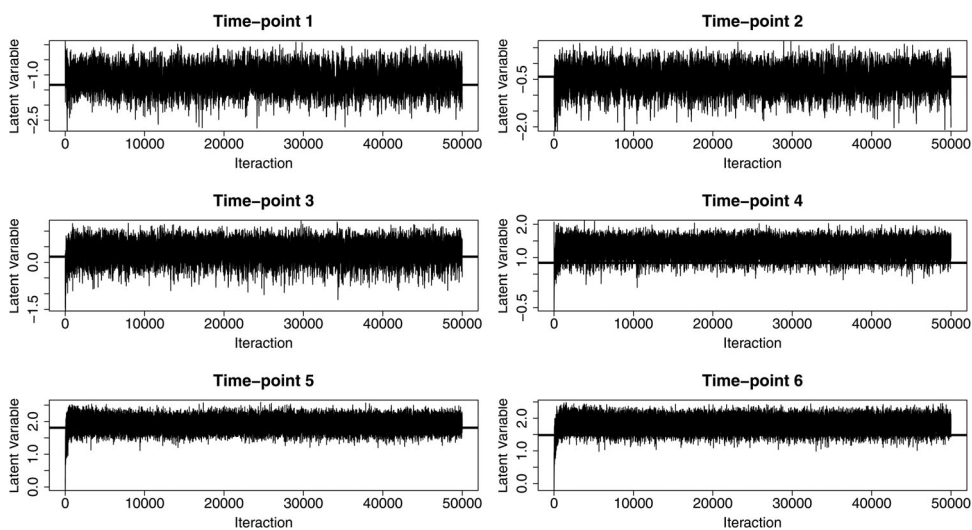 Time−point 1
Latent Variable
−1.0
−2.5
0 10000 20000 30000 40000 50000
Iteraction
Time−point 2
Latent Variable
−0.5
−2.0
0 10000 20000 30000 40000 50000
Iteraction
Time−point 3
Latent Variable
0.0
−1.5
0 10000 20000 30000 40000 50000
Iteraction
Time−point 4
Latent Variable
2.0
1.0
−0.5
0 10000 20000 30000 40000 50000
Iteraction
Time−point 5
Latent Variable
2.0
1.0
0.0
0 10000 20000 30000 40000 50000
Iteraction
Time−point 6
Latent Variable
2.0
1.0
0.0
0 10000 20000 30000 40000 50000
Iteraction